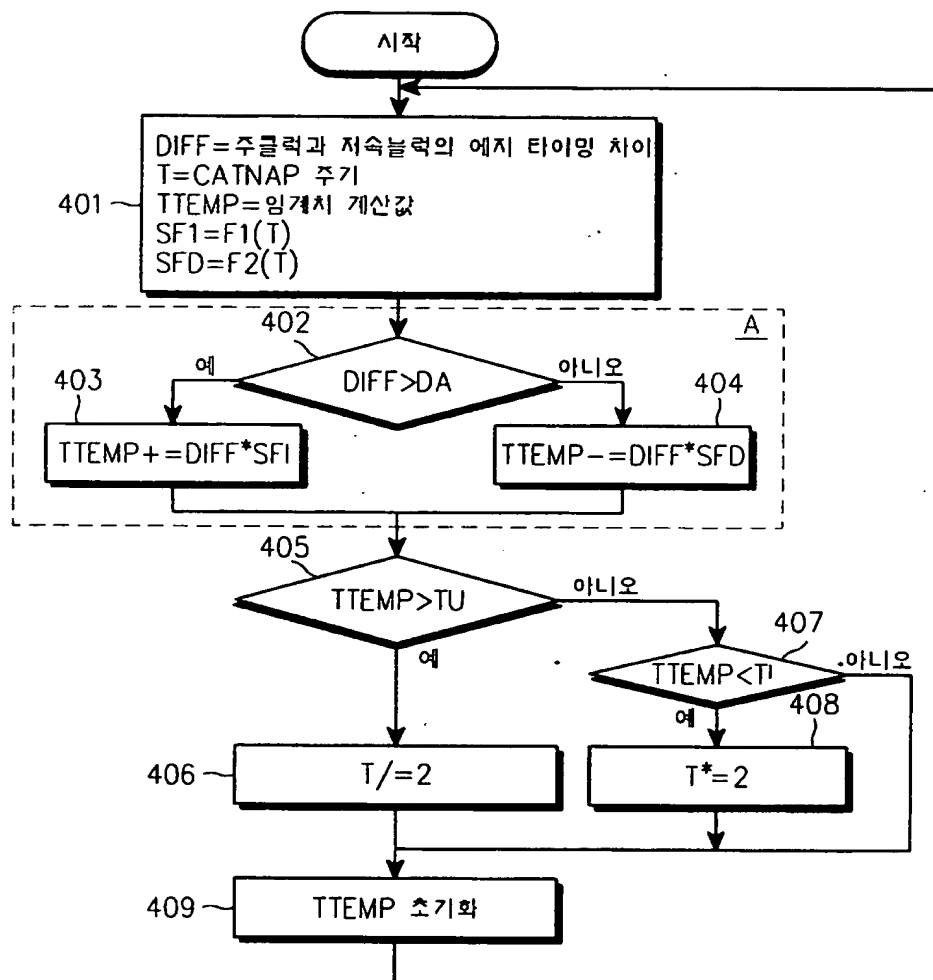 시작
DIFF=주클럭과 저속블럭의 에지 타이밍 차이
T=CATNAP 주기
TTEMP=임계치 계산값
401
SF1=F1(T)
SFD=F2(T)
A
402
예
아니오
403
DIFF>DA
404
TTEMP+=DIFF*SFI
TTEMP-=DIFF*SFD
405
아니오
TTEMP>TU
407
예
TTEMP<TI
아니오
예
408
406
T/=2
T*=2
409
TTEMP 초기화